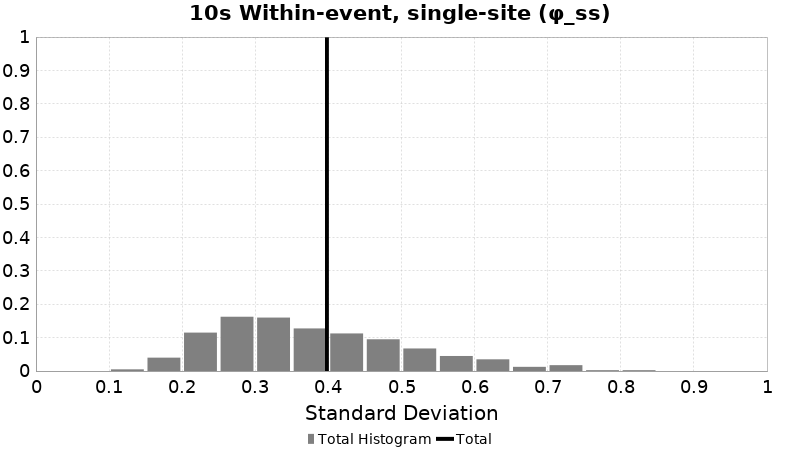 10s Within-event, single-site (φ_ss)
1
0.9
0.8
0.7
0.6
0.5
0.4
0.3
0.2
0.1
0
0 0.1 0.2 0.3 0.4 0.5 0.6 0.7 0.8 0.9 1
Standard Deviation
Total Histogram Total